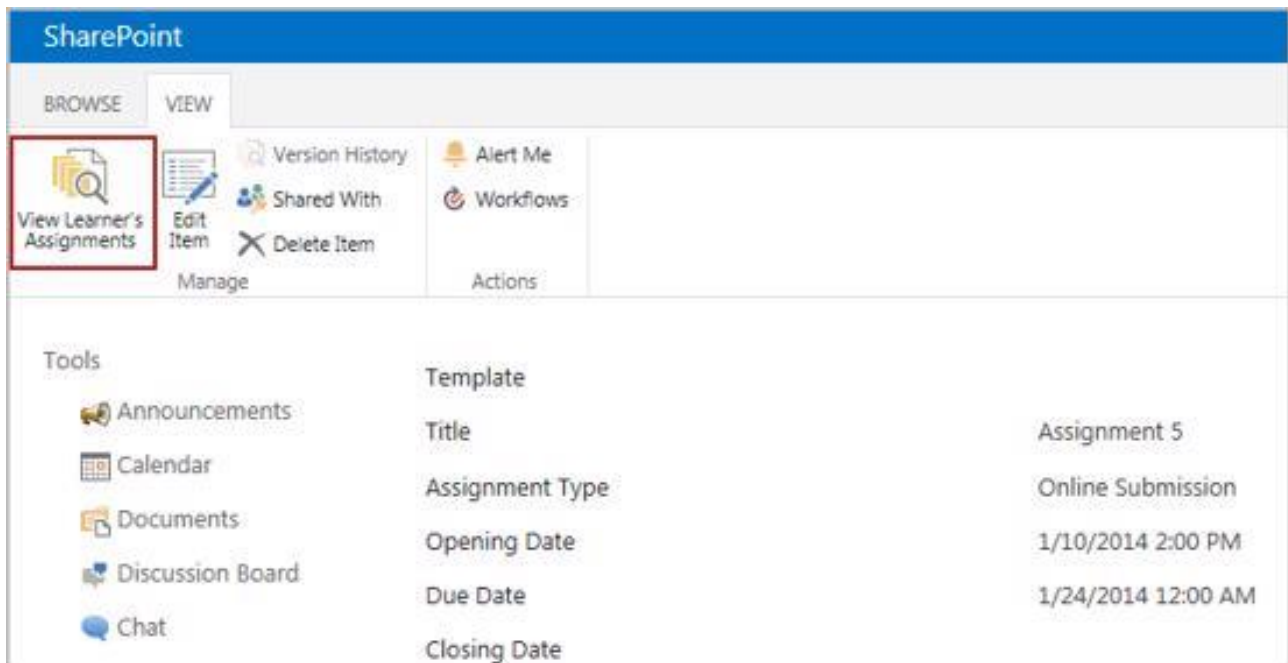 SharePoint
BROWSE VIEW
View Learner's
Assignments
Edit
Item
Version History
Shared With
Delete Item
Manage
Alert Me
Workflows
Actions
Tools
Announcements
Calendar
Documents
Discussion Board
Chat
Template
Title Assignment 5
Assignment Type Online Submission
Opening Date 1/10/2014 2:00 PM
Due Date 1/24/2014 12:00 AM
Closing Date